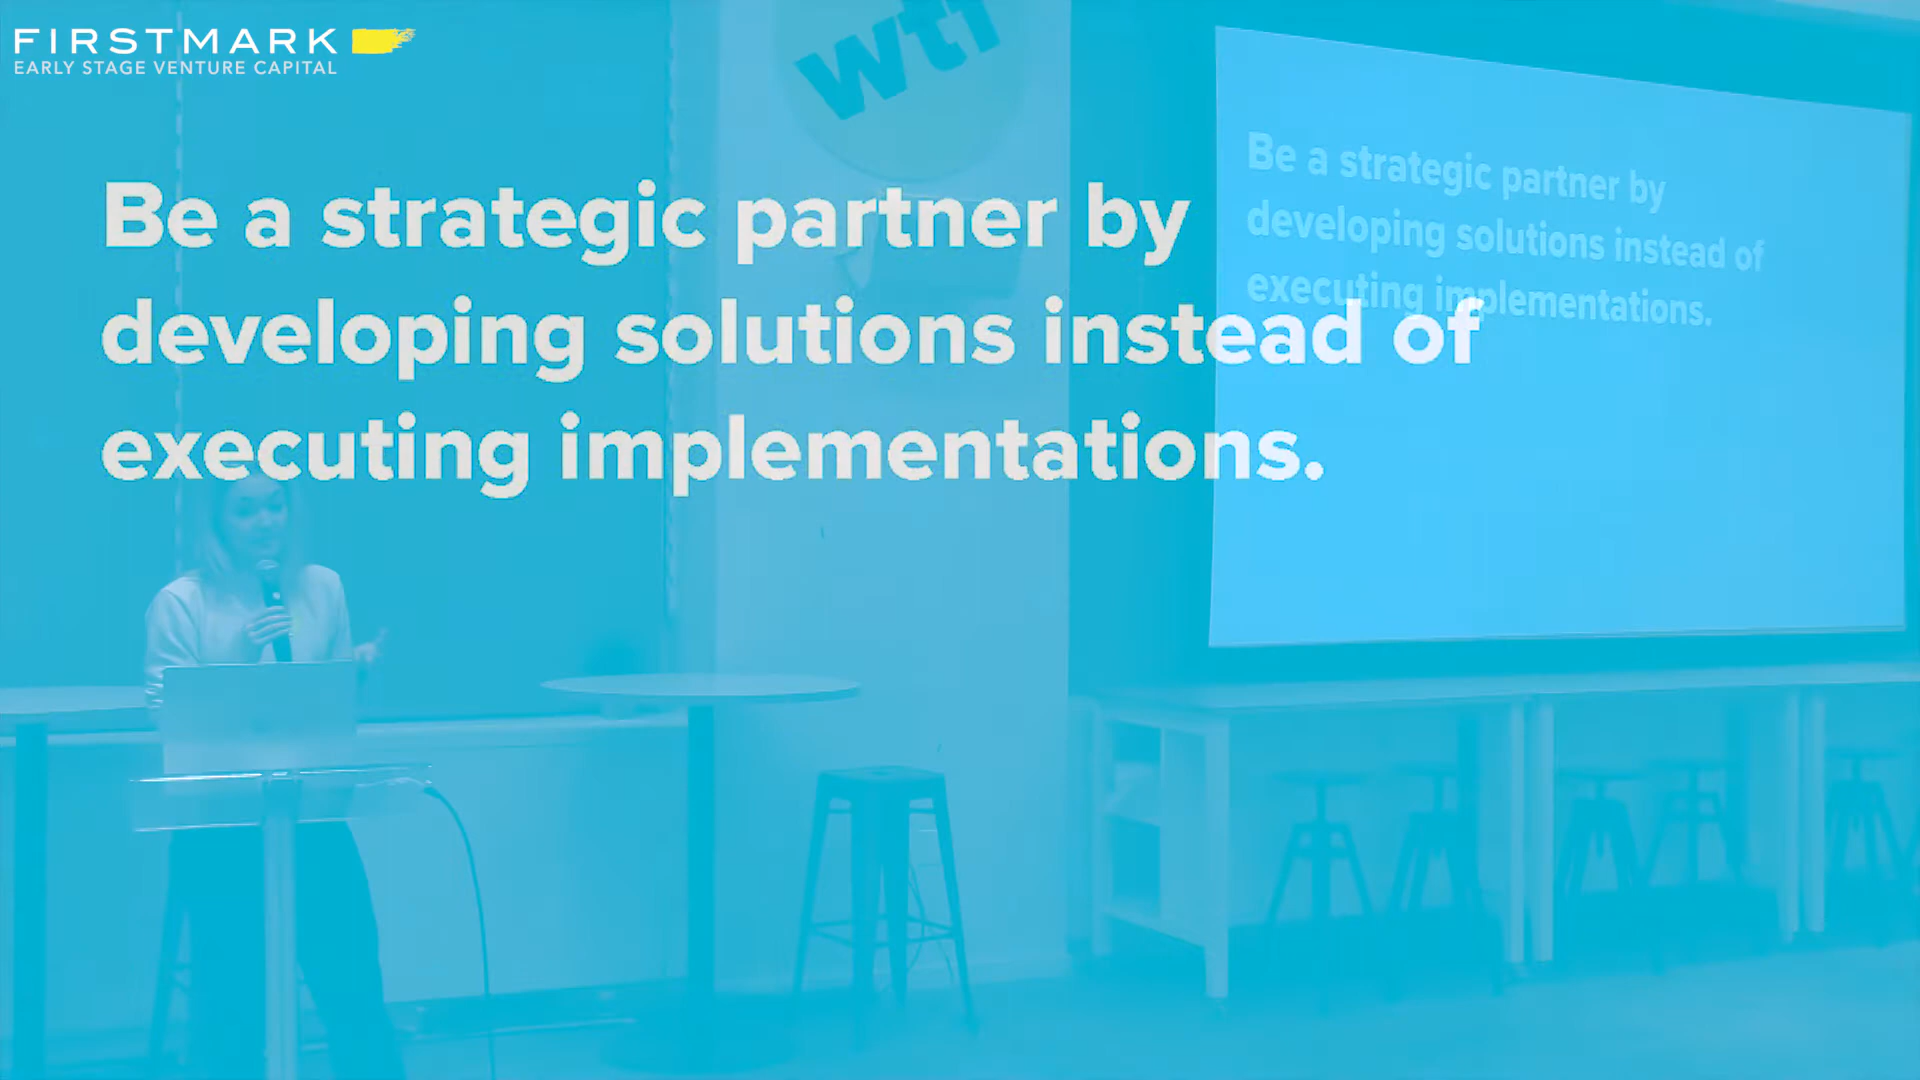 FIRSTMARK
EARLY STAGE VENTURE CAPITAL
wtf
Be a strategic partner by
developing solutions instead of
executing implementations.
Be a strategic partner by
developing solutions instead of
executing implementations.